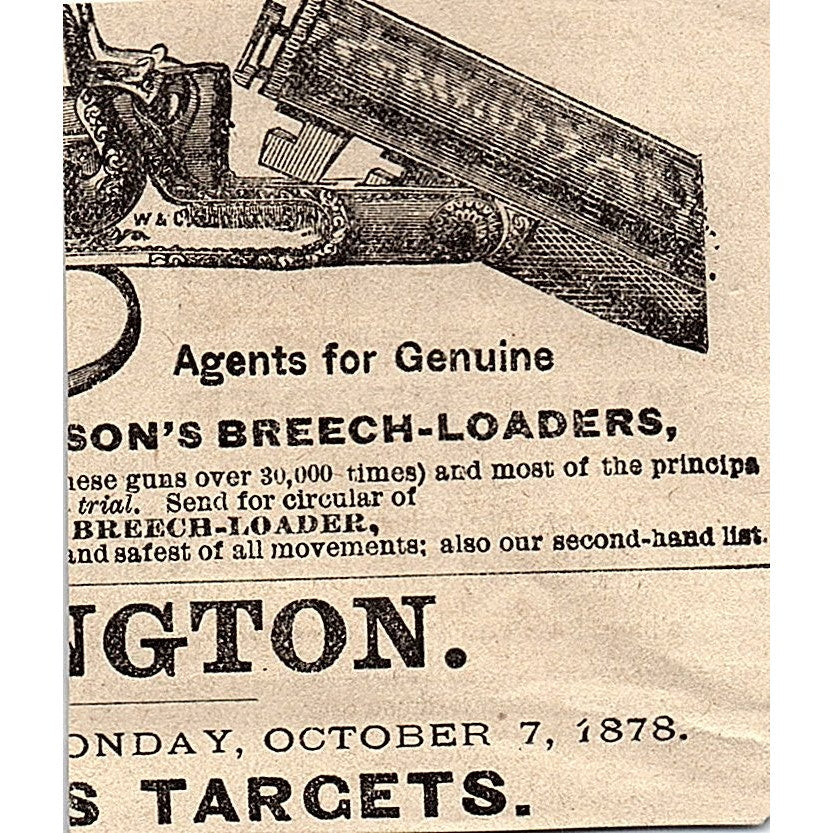 W & C
Agents for Genuine
SON'S BREECH-LOADERS,
hese guns over 30,000 times) and most of the principa
trial. Send for circular of
BREECH-LOADER,
and safest of all movements; also our second-hand list.
NGTON.
ONDAY, OCTOBER 7, 1878.
S TARGETS.